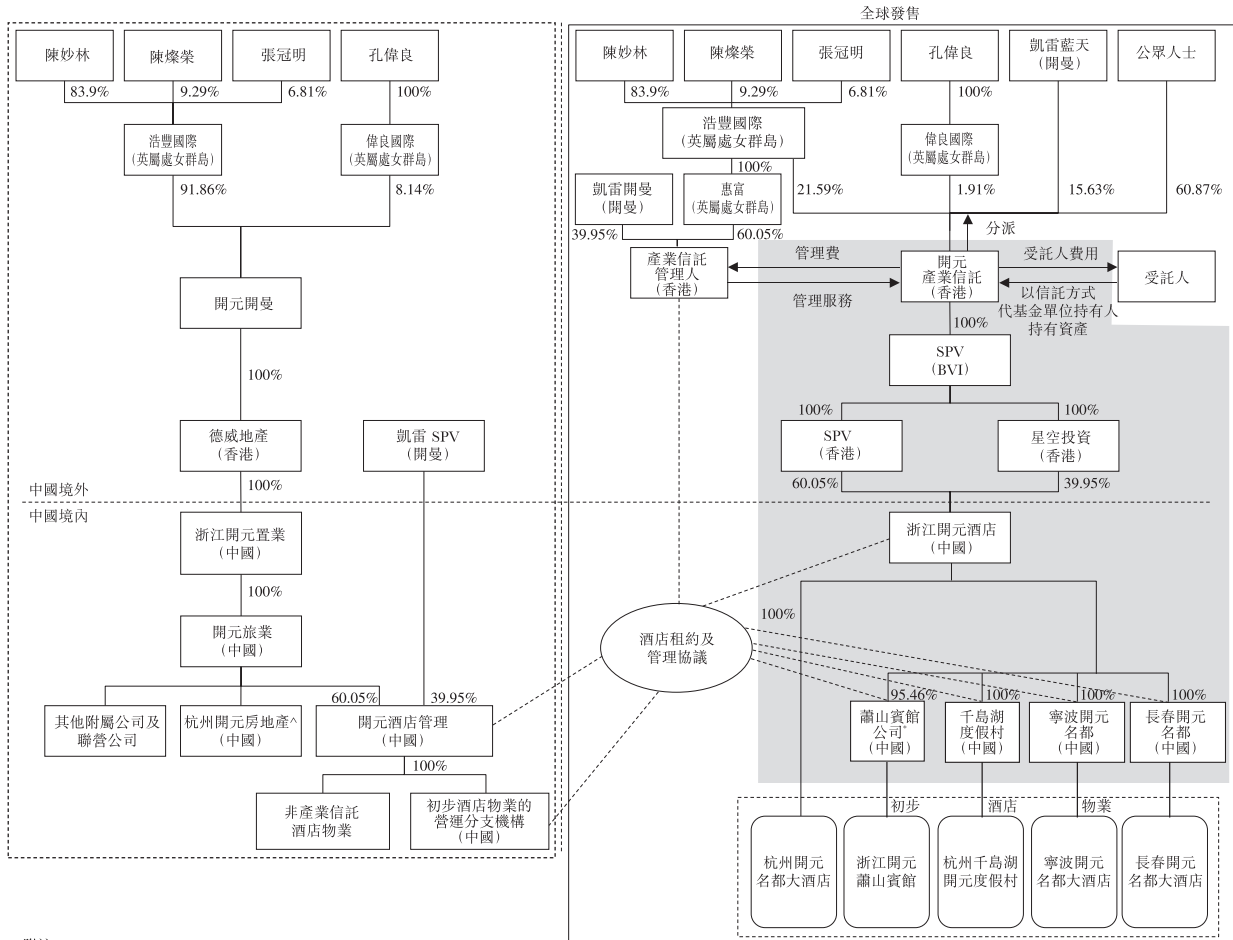 全球發售
陳妙林
陳燦榮
張冠明
孔偉良
83.9%
9.29%
6.81%
100%
浩豐國際
(英屬處女群島)
偉良國際
(英屬處女群島)
91.86%
8.14%
開元開曼
100%
德威地產
(香港)
凱雷 SPV
(開曼)
100%
中國境外
中國境內
浙江開元置業
(中國)
100%
開元旅業
(中國)
60.05%
39.95%
其他附屬公司及
聯營公司
杭州開元房地產^
(中國)
開元酒店管理
(中國)
100%
非產業信託
酒店物業
初步酒店物業的
營運分支機構
(中國)
陳妙林
陳燦榮
張冠明
孔偉良
凱雷藍天
(開曼)
公眾人士
83.9%
9.29%
6.81%
100%
浩豐國際
(英屬處女群島)
偉良國際
(英屬處女群島)
100%
凱雷開曼
(開曼)
惠富
(英屬處女群島)
21.59%
1.91%
15.63%
60.87%
39.95%
60.05%
分派
產業信託
管理人
(香港)
管理費
管理服務
開元
產業信託
(香港)
受託人費用
以信託方式
代基金單位持有人
持有資產
受託人
100%
SPV
(BVI)
100%
100%
SPV
(香港)
星空投資
(香港)
60.05%
39.95%
浙江開元酒店
(中國)
100%
酒店租約及
管理協議
95.46%
100%
100%
100%
蕭山賓館
公司*
(中國)
千島湖
度假村
(中國)
寧波開元
名都
(中國)
長春開元
名都
(中國)
初步 酒店 物業
杭州開元
名都大酒店
浙江開元
蕭山賓館
杭州千島湖
開元度假村
寧波開元
名都大酒店
長春開元
名都大酒店